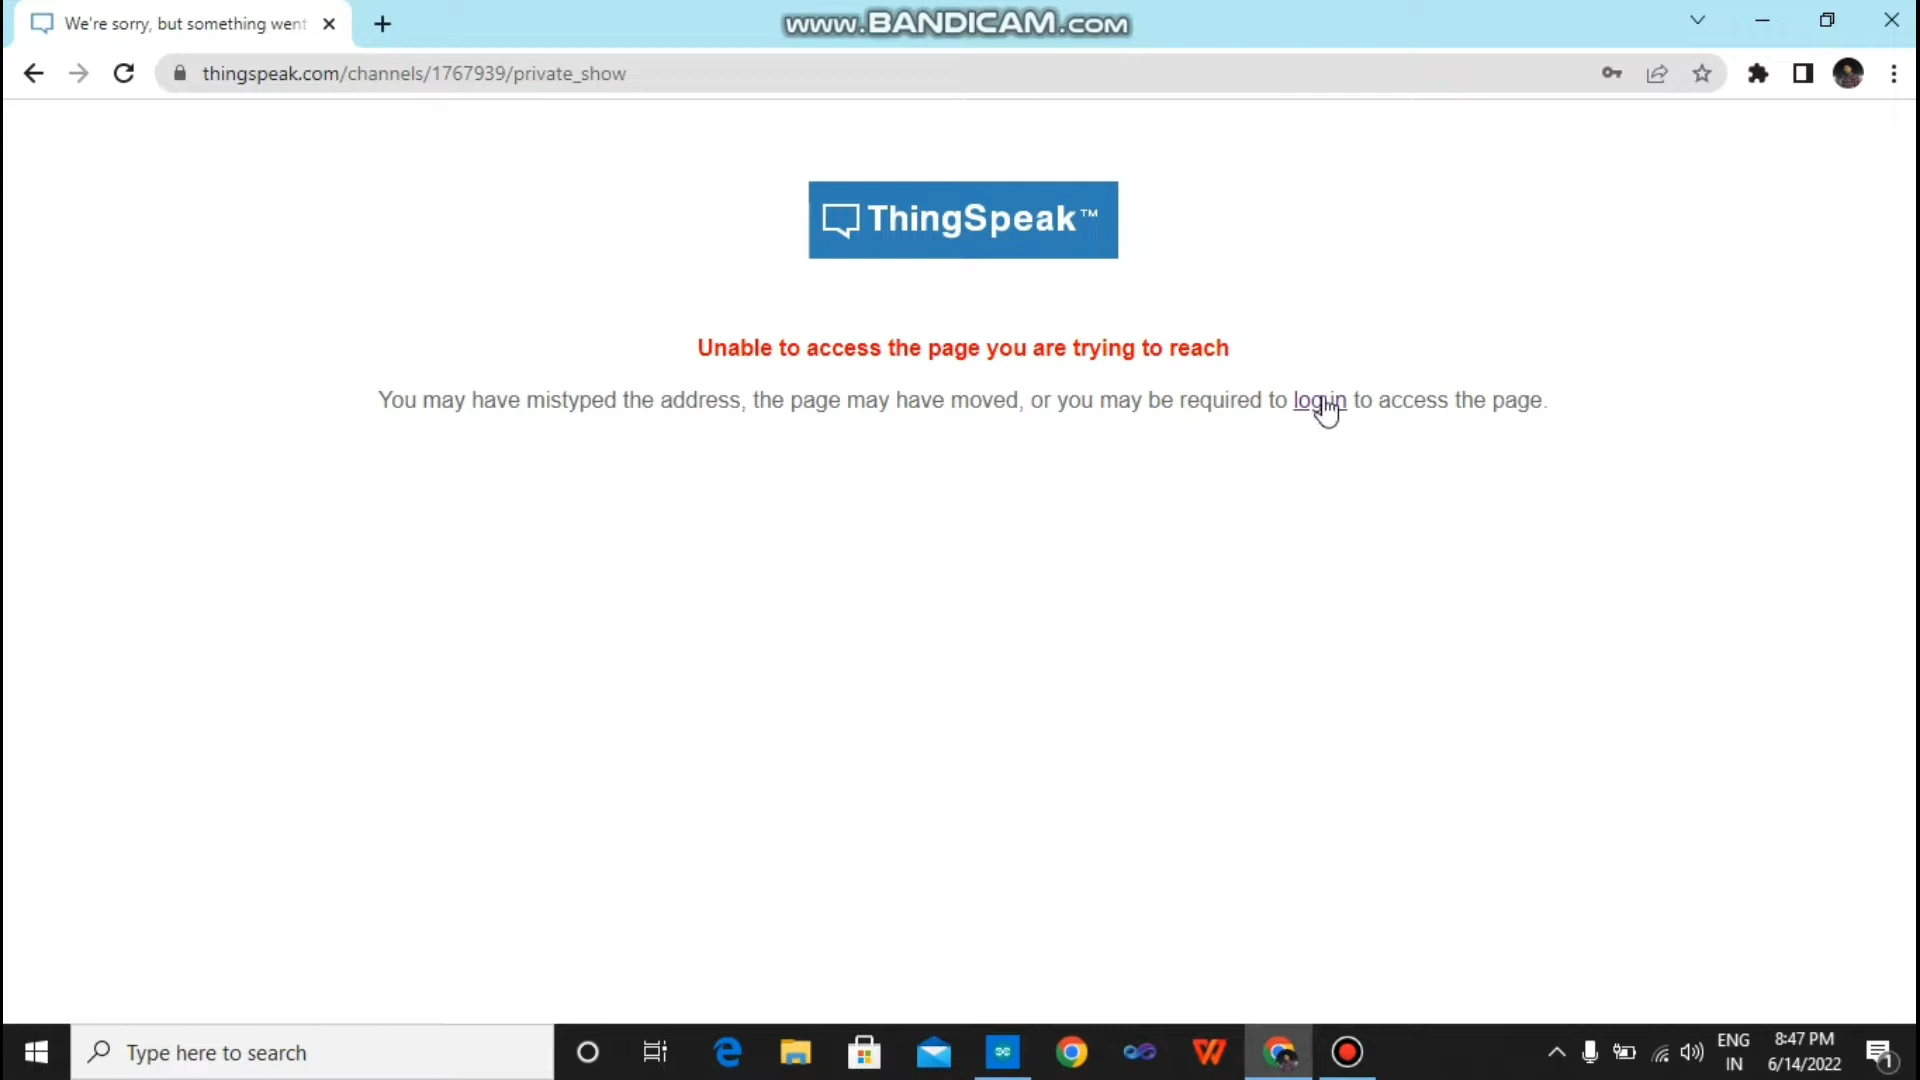 We're sorry, but something went
www.BANDICAM.com
thingspeak.com/channels/1767939/private_show
ThingSpeak™
Unable to access the page you are trying to reach
You may have mistyped the address, the page may have moved, or you may be required to log in to access the page.
Type here to search
ENG
IN
8:47 PM
6/14/2022
1